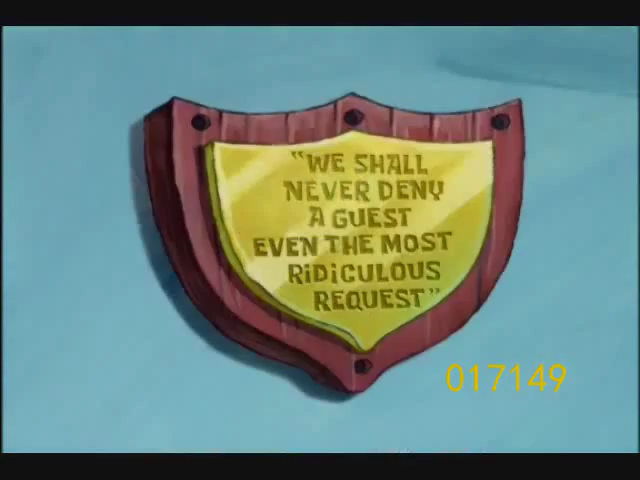 "WE SHALL
NEVER DENY
A GUEST
EVEN THE MOST
RiDiCULOUS
REQUEST"
017149